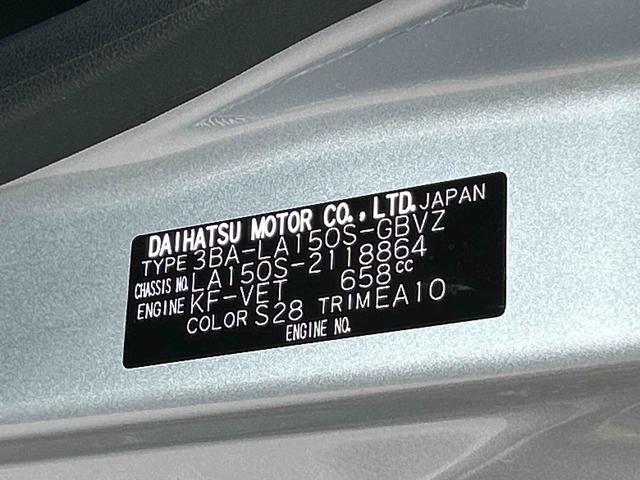 DAIHATSU MOTOR CO., LTD. JAPAN
TYPE 3BA-LA150S-GBVZ
CHASSIS NO. LA150S-2118864
ENGINE KF-VET 658cc
COLOR S28 TRIM EA10
ENGINE NO.